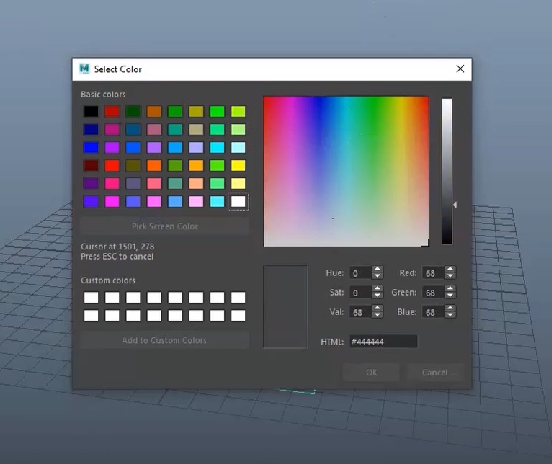 Select Color
Basic colors
Pick Screen Color
Cursor at 1501, 278
Press ESC to cancel
Custom colors
Add to Custom Colors
Hue: 0 Red: 68
Sat: 0 Green: 68
Val: 68 Blue: 68
HTML: #444444
OK Cancel